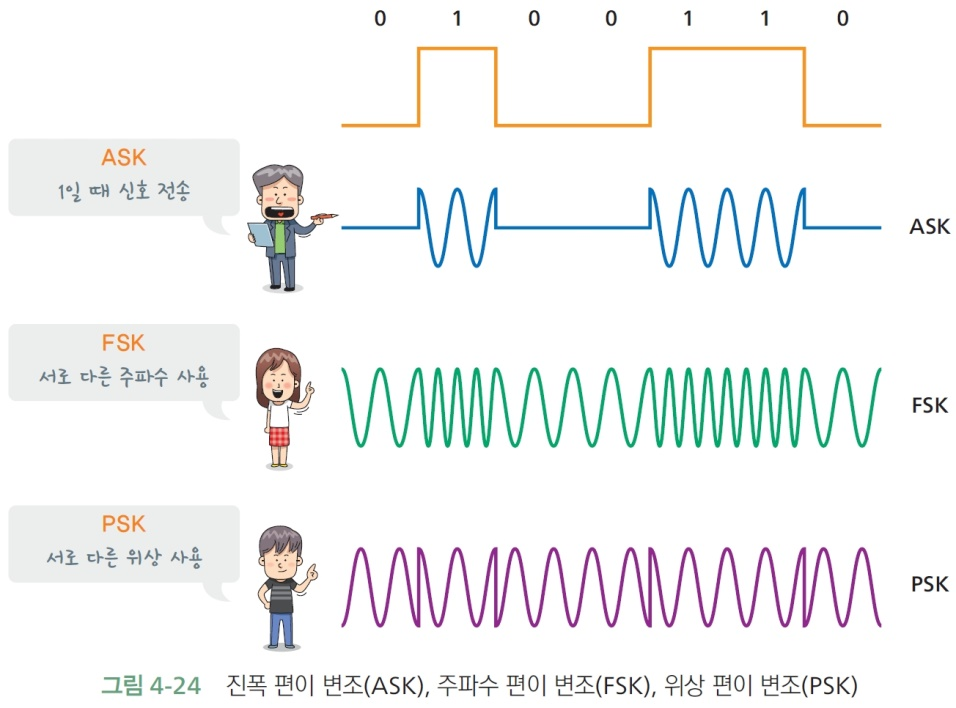 0 1 0 0 1 1 0
ASK
1일 때 신호 전송
ASK
FSK
서로 다른 주파수 사용
FSK
PSK
서로 다른 위상 사용
PSK
그림 4-24 진폭 편이 변조(ASK), 주파수 편이 변조(FSK), 위상 편이 변조(PSK)